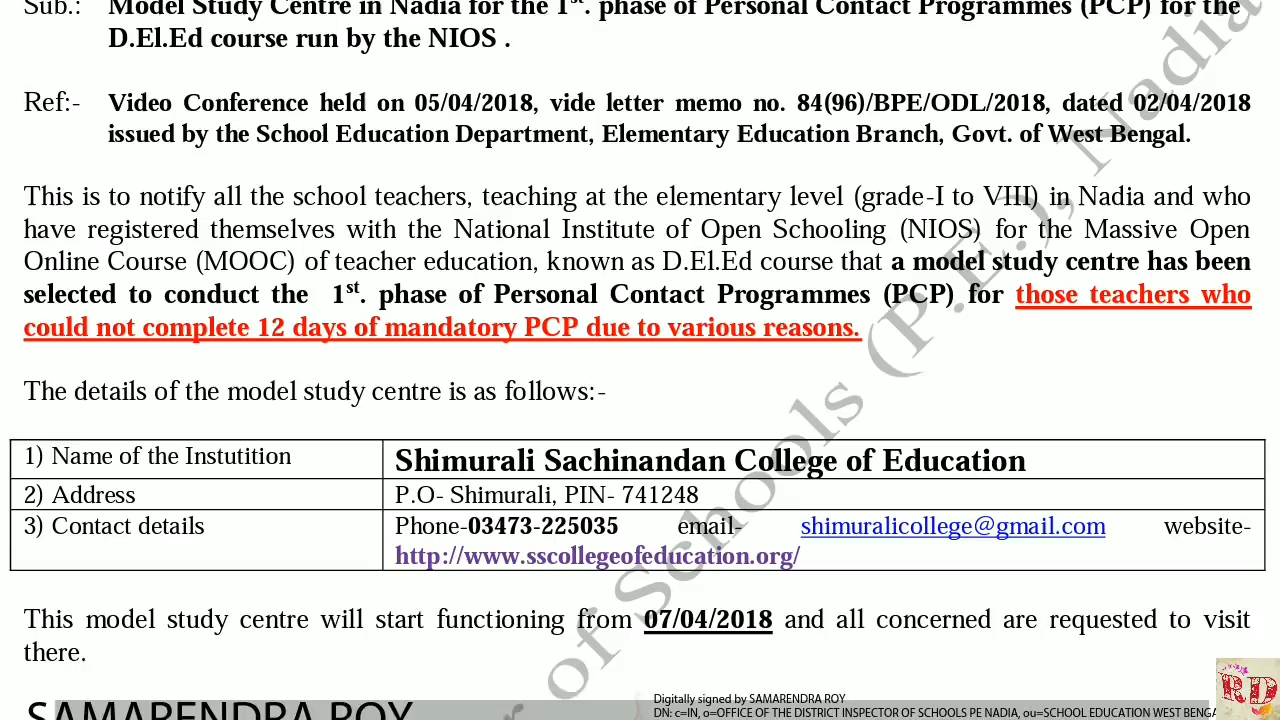 Sub.: Model Study Centre in Nadia for the 1st. phase of Personal Contact Programmes (PCP) for the
D.El.Ed course run by the NIOS .
Ref:- Video Conference held on 05/04/2018, vide letter memo no. 84(96)/BPE/ODL/2018, dated 02/04/2018
issued by the School Education Department, Elementary Education Branch, Govt. of West Bengal.
This is to notify all the school teachers, teaching at the elementary level (grade-I to VIII) in Nadia and who
have registered themselves with the National Institute of Open Schooling (NIOS) for the Massive Open
Online Course (MOOC) of teacher education, known as D.El.Ed course that a model study centre has been
selected to conduct the 1st. phase of Personal Contact Programmes (PCP) for those teachers who
could not complete 12 days of mandatory PCP due to various reasons.
The details of the model study centre is as follows:-
1) Name of the Instutition Shimurali Sachinandan College of Education
2) Address P.O- Shimurali, PIN- 741248
3) Contact details Phone-03473-225035 email- shimuralicollege@gmail.com website-
http://www.sscollegeofeducation.org/
This model study centre will start functioning from 07/04/2018 and all concerned are requested to visit
there.
SAMARENDRA ROY
Digitally signed by SAMARENDRA ROY
DN: c=IN, o=OFFICE OF THE DISTRICT INSPECTOR OF SCHOOLS PE NADIA, ou=SCHOOL EDUCATION WEST BENGA
of Schools (P.E.), Nadia
RD